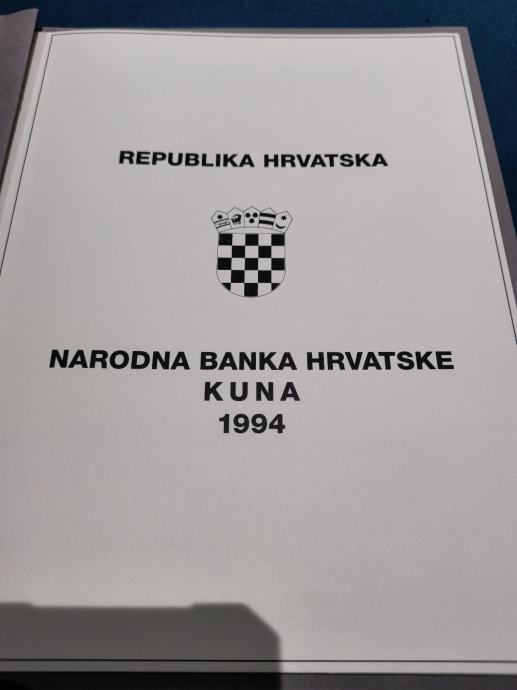 REPUBLIKA HRVATSKA
NARODNA BANKA HRVATSKE
KUNA
1994